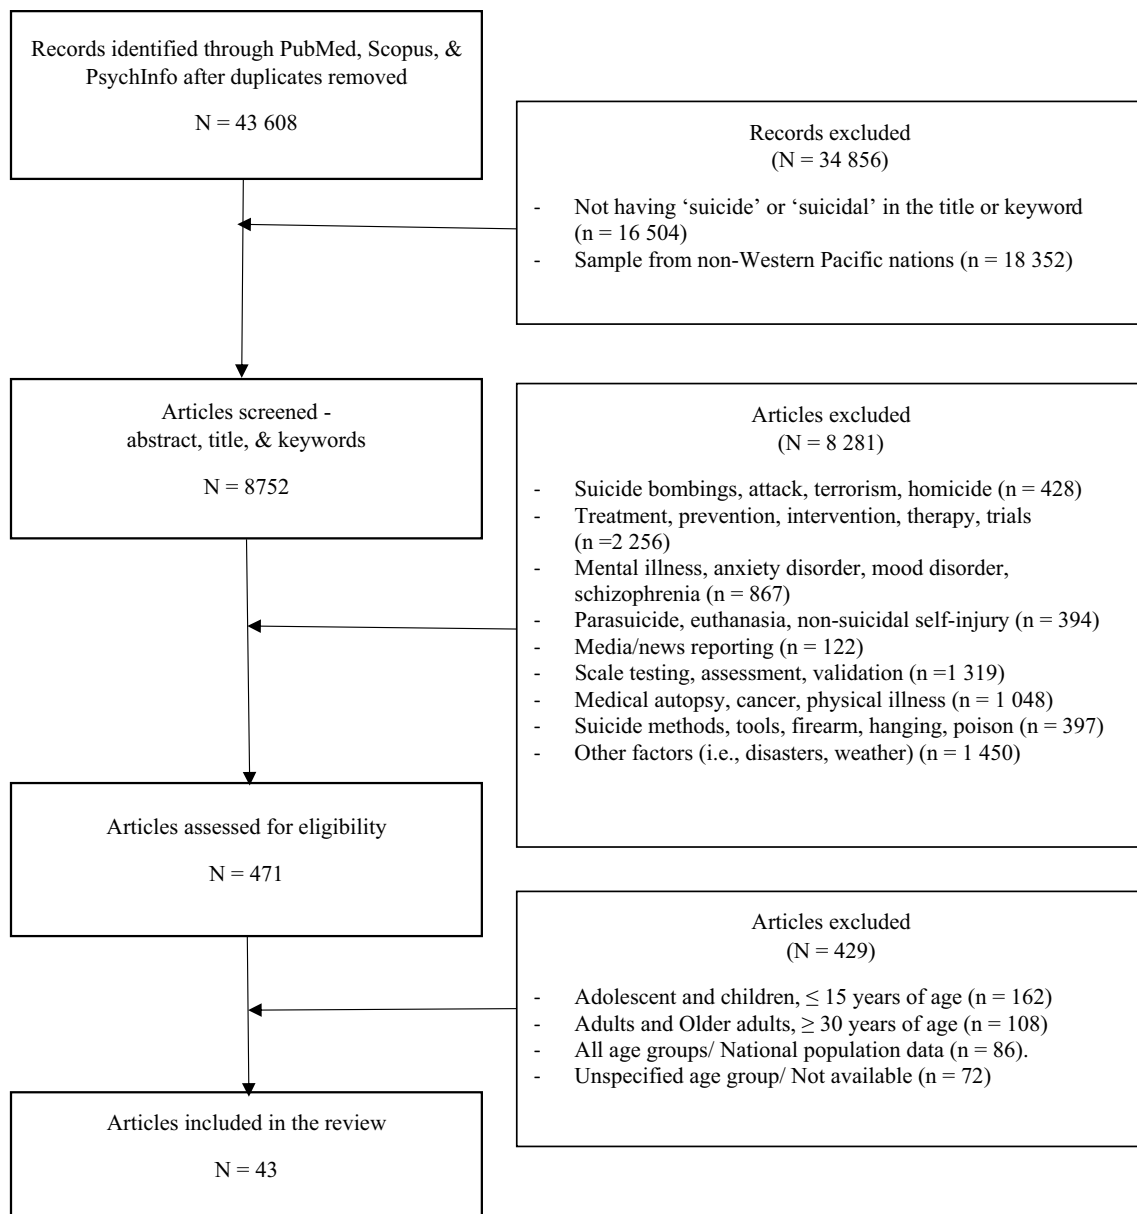 Records identified through PubMed, Scopus, &
PsychInfo after duplicates removed
N = 43 608
Records excluded
(N = 34 856)
- Not having ‘suicide’ or ‘suicidal’ in the title or keyword
(n = 16 504)
- Sample from non-Western Pacific nations (n = 18 352)
Articles screened -
abstract, title, & keywords
N = 8752
Articles excluded
(N = 8 281)
- Suicide bombings, attack, terrorism, homicide (n = 428)
- Treatment, prevention, intervention, therapy, trials
(n =2 256)
- Mental illness, anxiety disorder, mood disorder,
schizophrenia (n = 867)
- Parasuicide, euthanasia, non-suicidal self-injury (n = 394)
- Media/news reporting (n = 122)
- Scale testing, assessment, validation (n =1 319)
- Medical autopsy, cancer, physical illness (n = 1 048)
- Suicide methods, tools, firearm, hanging, poison (n = 397)
- Other factors (i.e., disasters, weather) (n = 1 450)
Articles assessed for eligibility
N = 471
Articles excluded
(N = 429)
- Adolescent and children, ≤ 15 years of age (n = 162)
- Adults and Older adults, ≥ 30 years of age (n = 108)
- All age groups/ National population data (n = 86).
- Unspecified age group/ Not available (n = 72)
Articles included in the review
N = 43